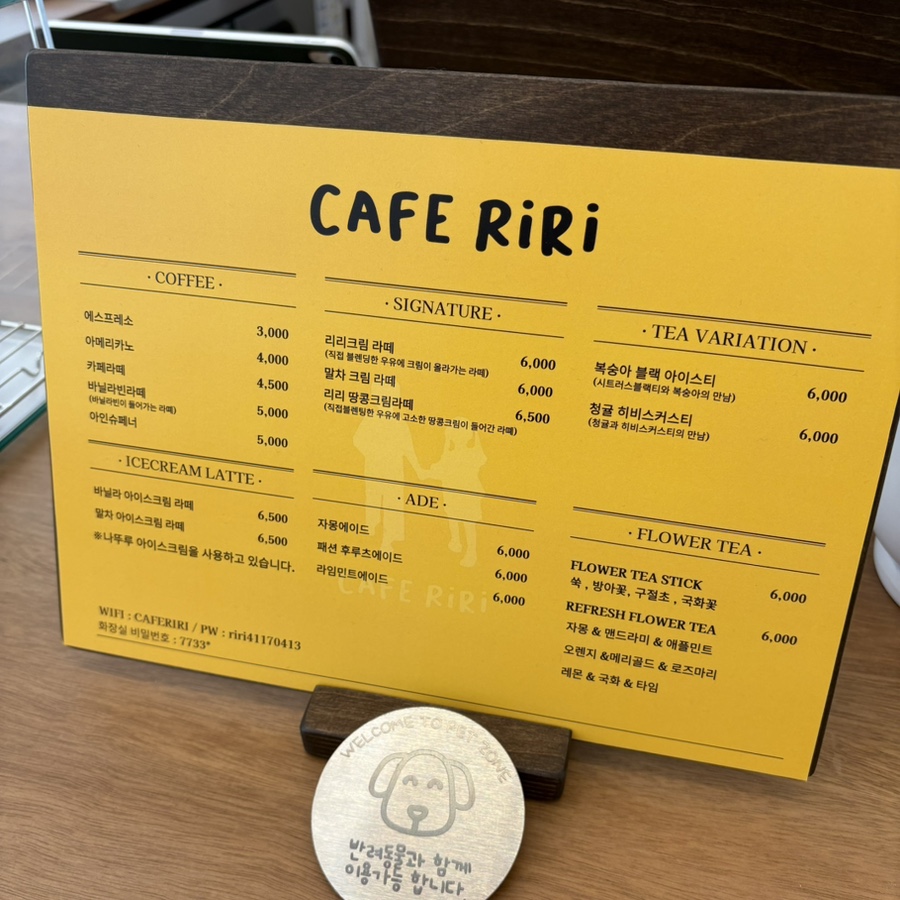 CAFE RiRi
· COFFEE ·
에스프레소 3,000
아메리카노 4,000
카페라떼 4,500
바닐라빈라떼 5,000
(바닐라빈이 들어가는 라떼)
아인슈페너 5,000
· ICECREAM LATTE ·
바닐라 아이스크림 라떼 6,500
말차 아이스크림 라떼 6,500
※나뚜루 아이스크림을 사용하고 있습니다.
WIFI : CAFERIRI / PW : riri41170413
화장실 비밀번호 : 7733*
· SIGNATURE ·
리리크림 라떼 6,000
(직접 블렌딩한 우유에 크림이 올라가는 라떼)
말차 크림 라떼 6,000
리리 땅콩크림라떼 6,500
(직접블렌팅한 우유에 고소한 땅콩크림이 들어간 라떼)
· ADE ·
자몽에이드 6,000
패션 후루츠에이드 6,000
라임민트에이드 6,000
CAFE RiRi
· TEA VARIATION ·
복숭아 블랙 아이스티 6,000
(시트러스블랙티와 복숭아의 만남)
청귤 히비스커스티 6,000
(청귤과 히비스커스티의 만남)
· FLOWER TEA ·
FLOWER TEA STICK 6,000
쑥 , 방아꽃, 구절초 , 국화꽃
REFRESH FLOWER TEA 6,000
자몽 & 맨드라미 & 애플민트
오렌지 &메리골드 & 로즈마리
레몬 & 국화 & 타임
WELCOME TO PET ZONE
반려동물과 함께
이용가능 합니다